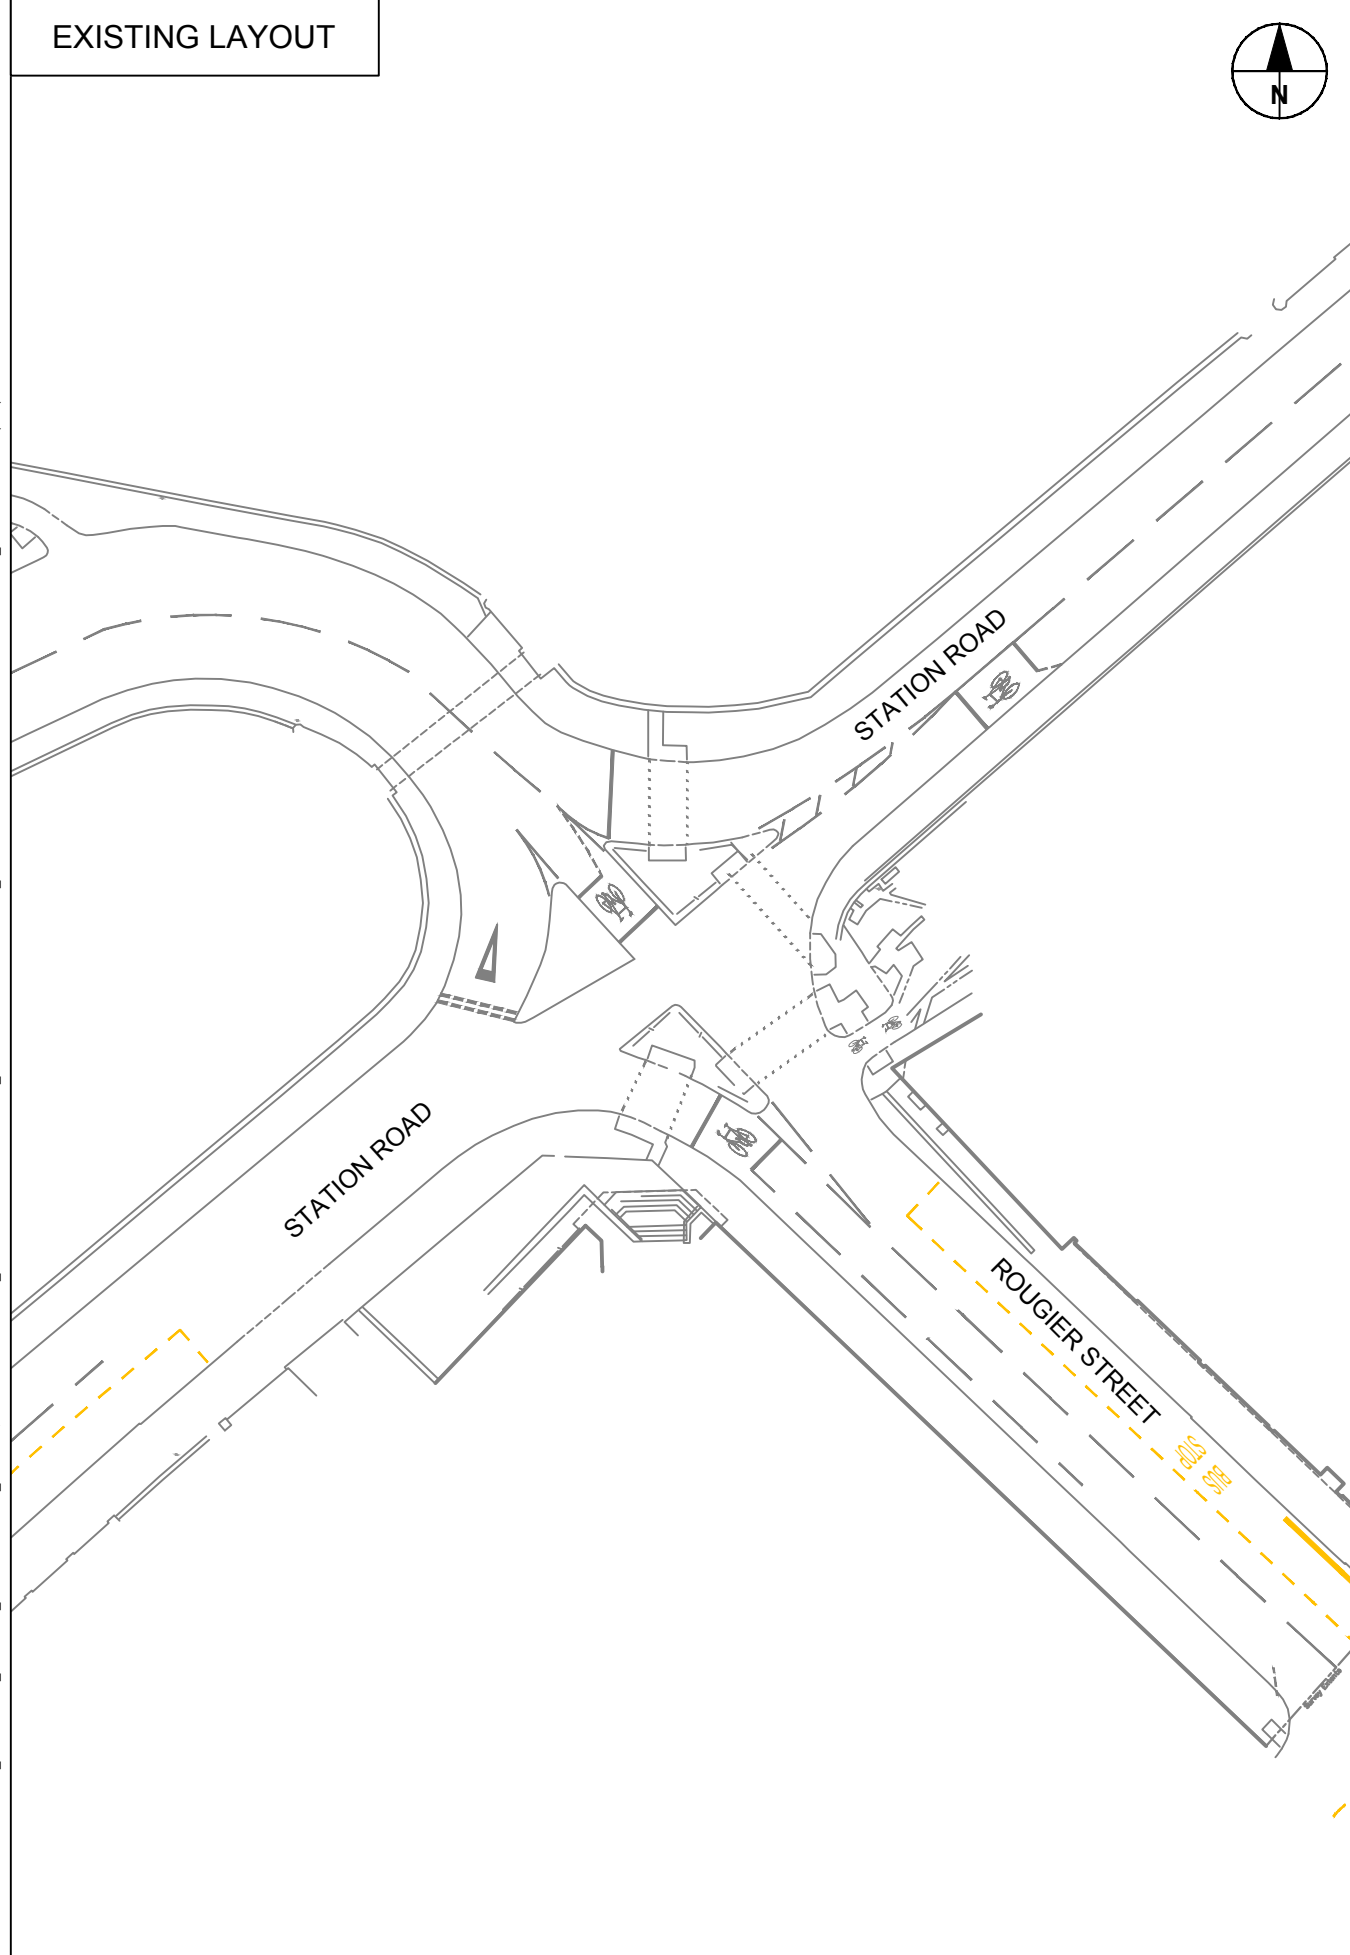 EXISTING LAYOUT
N
STATION ROAD
STATION ROAD
ROUGIER STREET
BUS
STOP